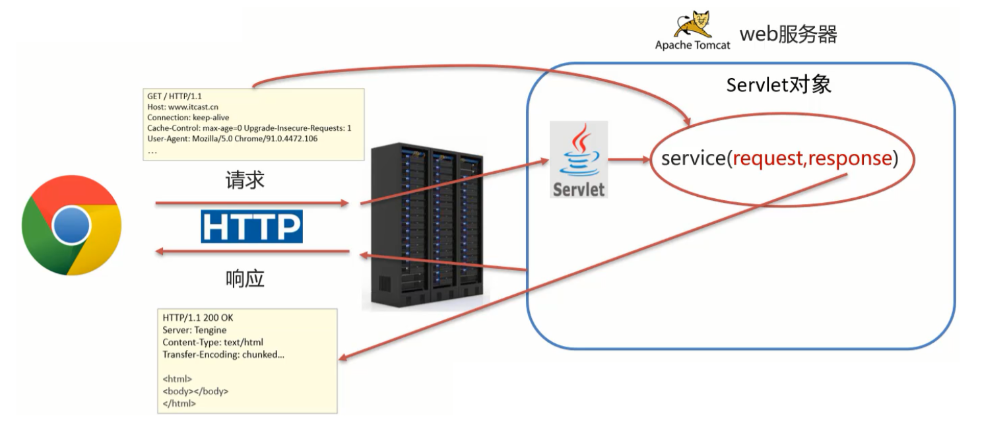 Apache Tomcat
web服务器
Servlet对象
GET / HTTP/1.1
Host: www.itcast.cn
Connection: keep-alive
Cache-Control: max-age=0 Upgrade-Insecure-Requests: 1
User-Agent: Mozilla/5.0 Chrome/91.0.4472.106
...
请求
HTTP
响应
Servlet
service(request,response)
HTTP/1.1 200 OK
Server: Tengine
Content-Type: text/html
Transfer-Encoding: chunked...
<html>
<body></body>
</html>